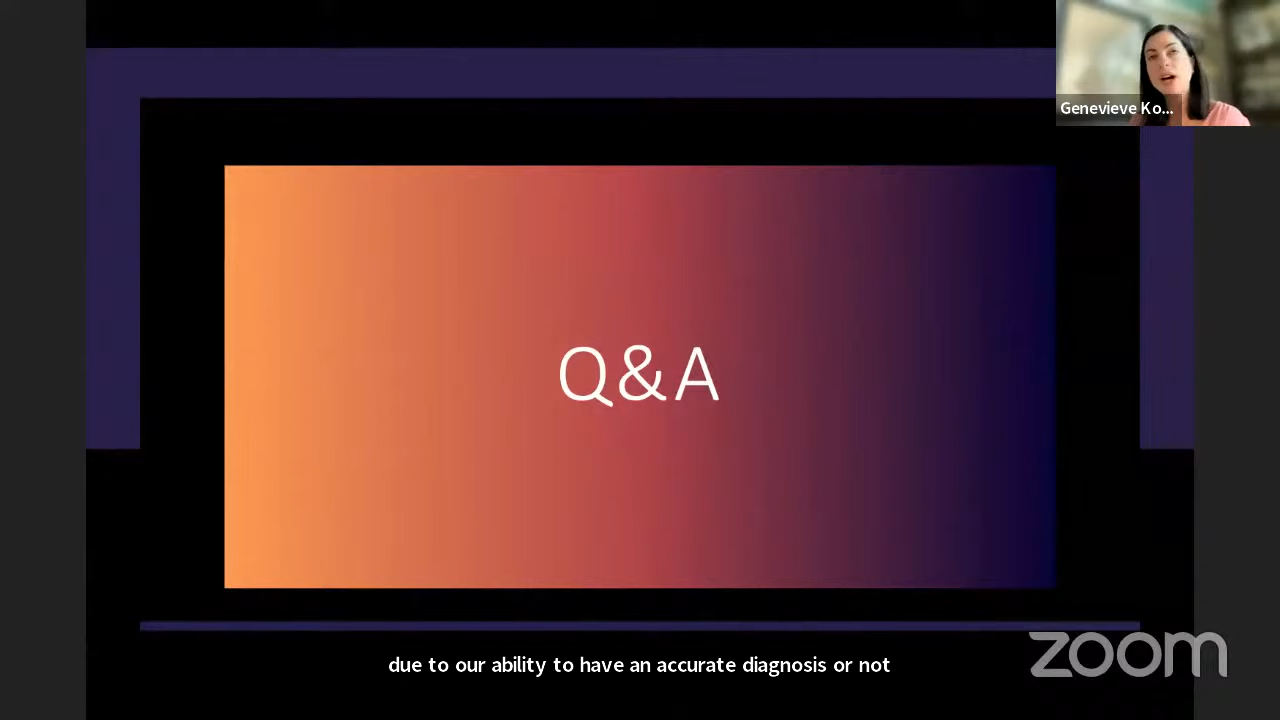 Genevieve Ko...
Q&A
due to our ability to have an accurate diagnosis or not
zoom